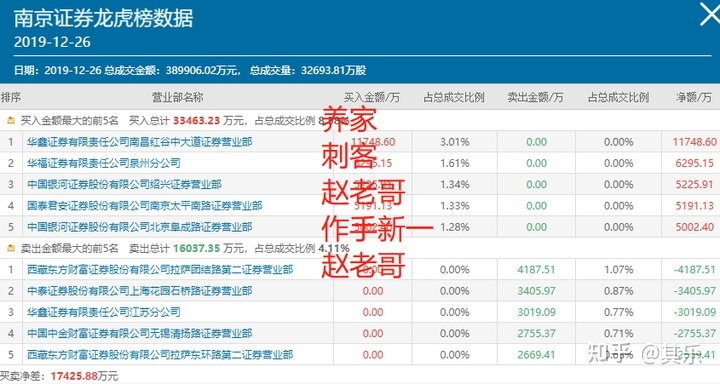 南京证券龙虎榜数据
2019-12-26
日期：2019-12-26 总成交金额：389906.02万元， 总成交量：32693.81万股
排序 营业部名称 买入金额/万 占总成交比例 卖出金额/万 占总成交比例 净额/万
买入金额最大的前5名 买入总计 33463.23 万元，占总成交比例
养家
1 华鑫证券有限责任公司南昌红谷中大道证券营业部 11748.60 3.01% 0.00 0.00% 11748.60
刺客
2 华福证券有限责任公司泉州分公司 6295.15 1.61% 0.00 0.00% 6295.15
赵老哥
3 中国银河证券股份有限公司绍兴证券营业部 5225.91 1.34% 0.00 0.00% 5225.91
4 国泰君安证券股份有限公司南京太平南路证券营业部 5191.13 1.33% 0.00 0.00% 5191.13
作手新一
5 中国银河证券股份有限公司北京阜成路证券营业部 1.28% 0.00 0.00% 5002.40
卖出金额最大的前5名 卖出总计 16037.35 万元，占总成交比例 4.11%
赵老哥
1 西藏东方财富证券股份有限公司拉萨团结路第二证券营业部 0.00 0.00% 4187.51 1.07% -4187.51
2 中泰证券股份有限公司上海花园石桥路证券营业部 0.00 0.00% 3405.97 0.87% -3405.97
3 华鑫证券有限责任公司江苏分公司 0.00 0.00% 3019.09 0.77% -3019.09
4 中国中金财富证券有限公司无锡清扬路证券营业部 0.00 0.00% 2755.37 0.71% -2755.37
5 西藏东方财富证券股份有限公司拉萨东环路第二证券营业部 0.00 0.00% 2669.41
买卖净差：17425.88万元
知乎 @其乐